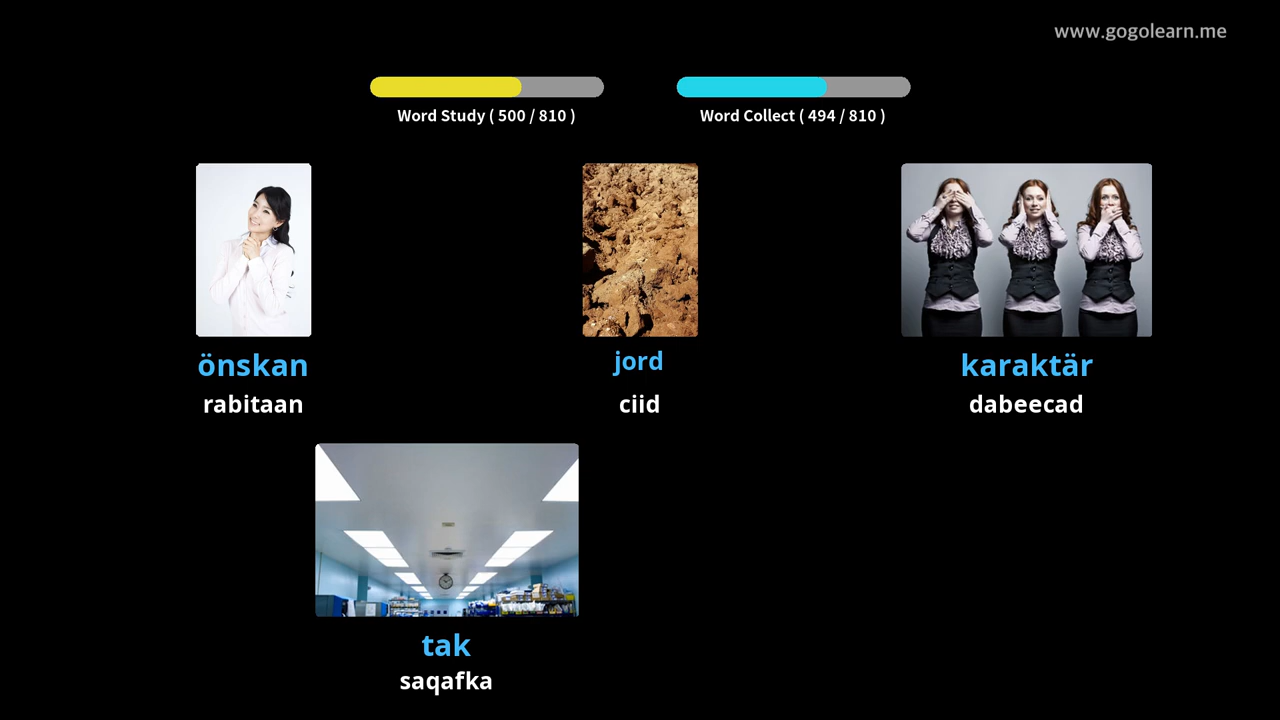 www.gogolearn.me
Word Study ( 500 / 810 )
Word Collect ( 494 / 810 )
önskan
jord
karaktär
rabitaan
ciid
dabeecad
tak
saqafka